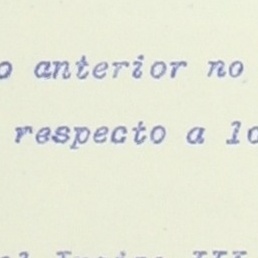 o anterior no
respecto a lo